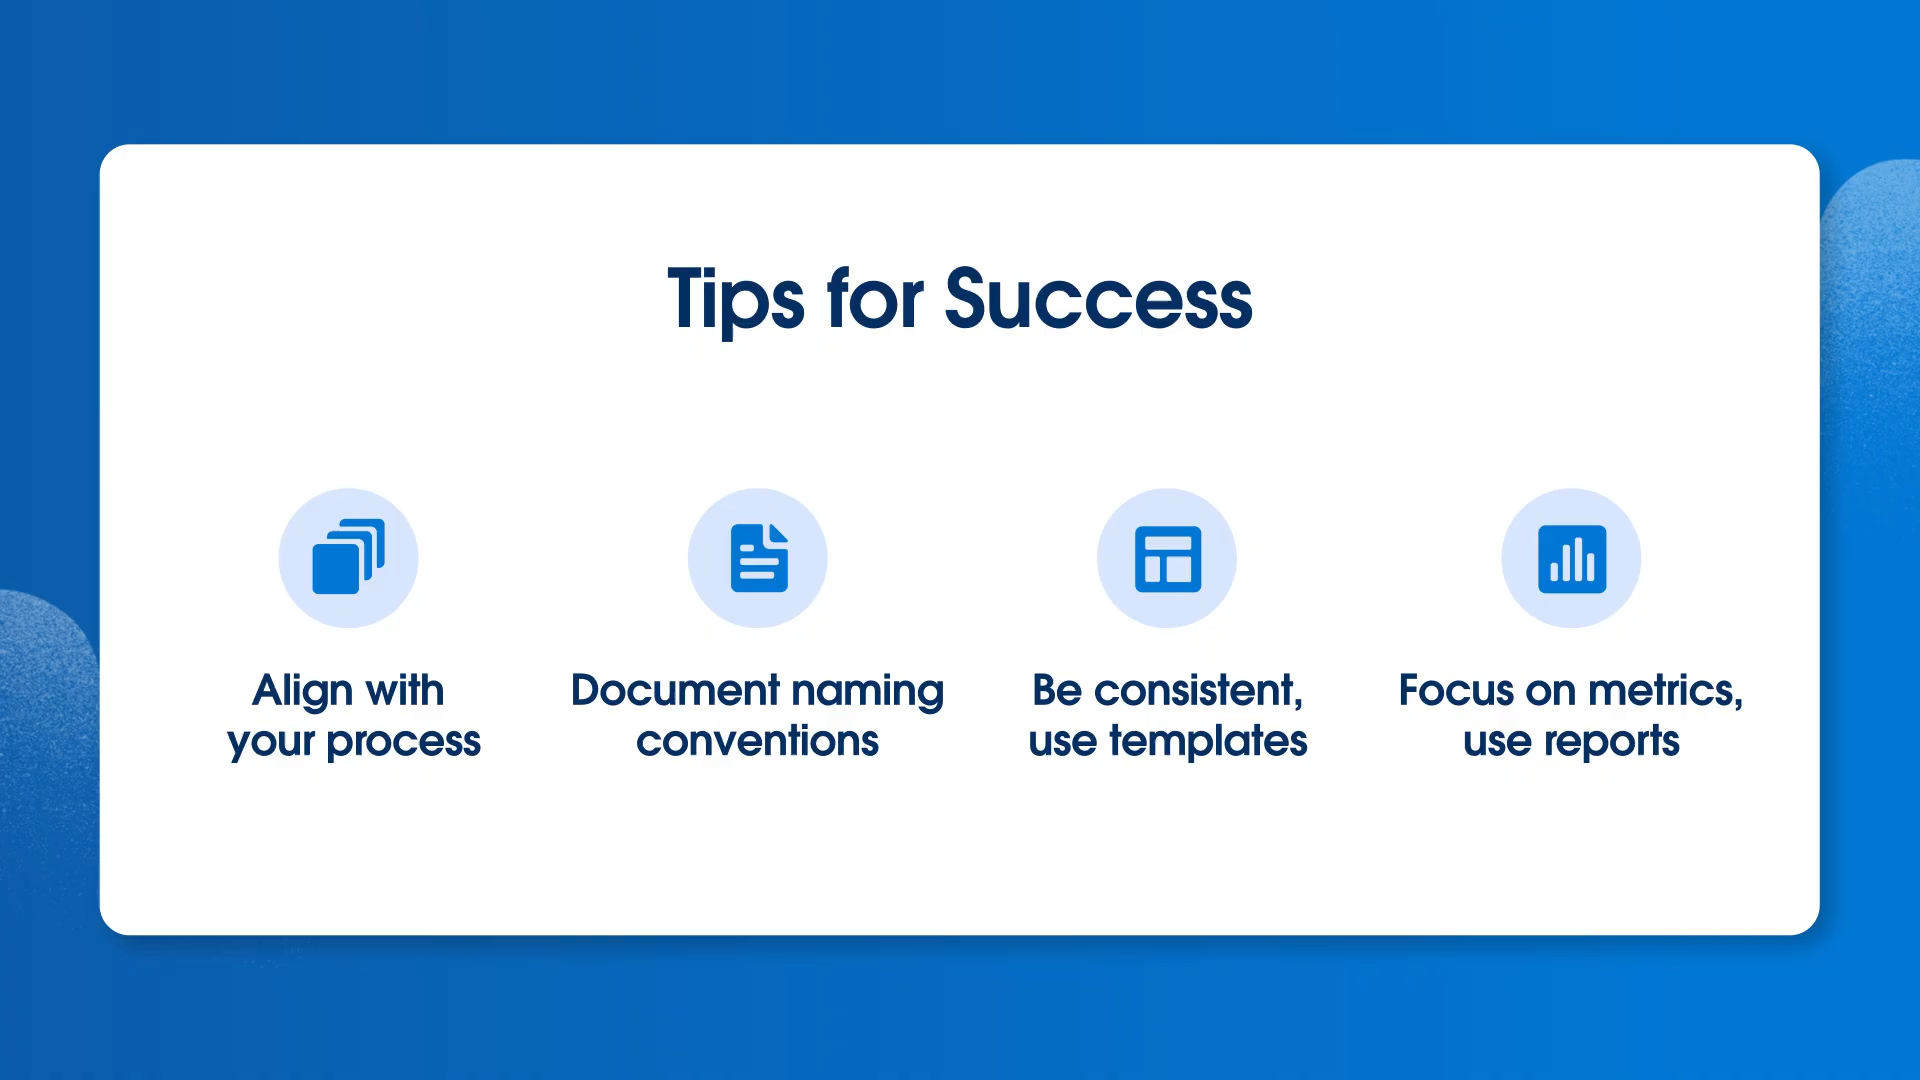 Tips for Success
Align with
your process
Document naming
conventions
Be consistent,
use templates
Focus on metrics,
use reports